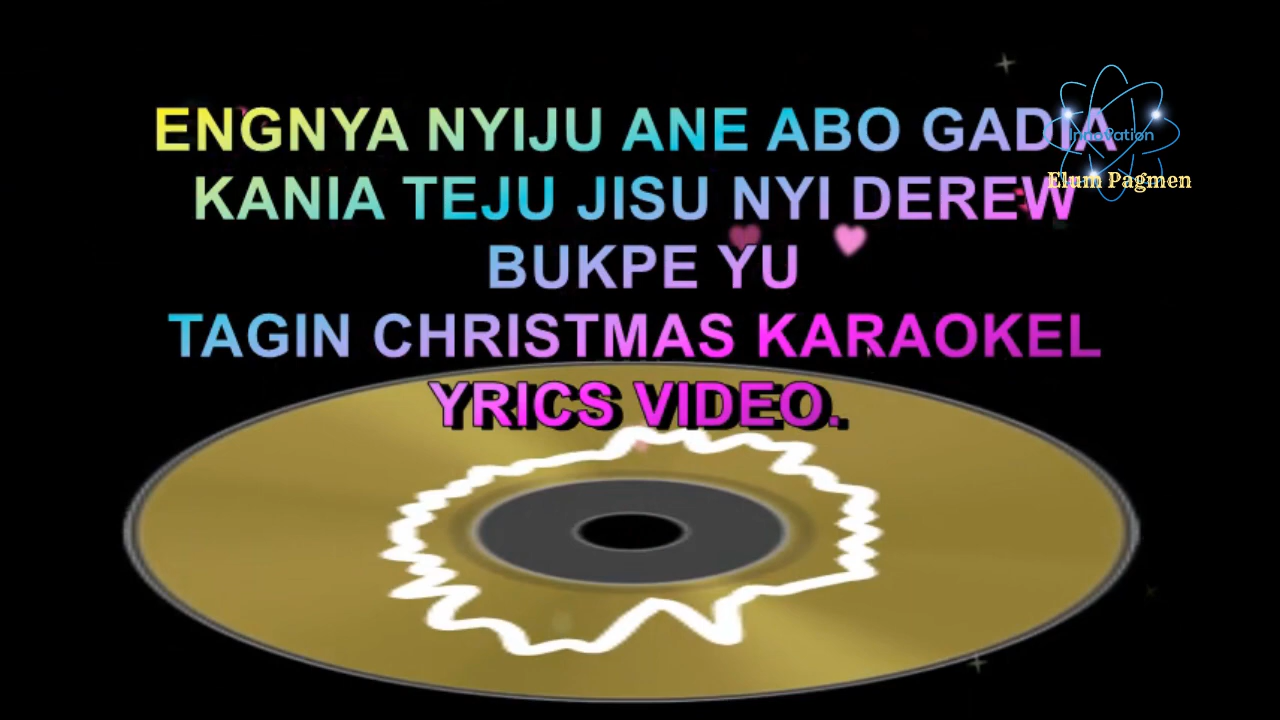 ENGNYA NYIJU ANE ABO GADIA
KANIA TEJU JISU NYI DEREW
BUKPE YU
TAGIN CHRISTMAS KARAOKEL
YRICS VIDEO.
Elum Pagmen